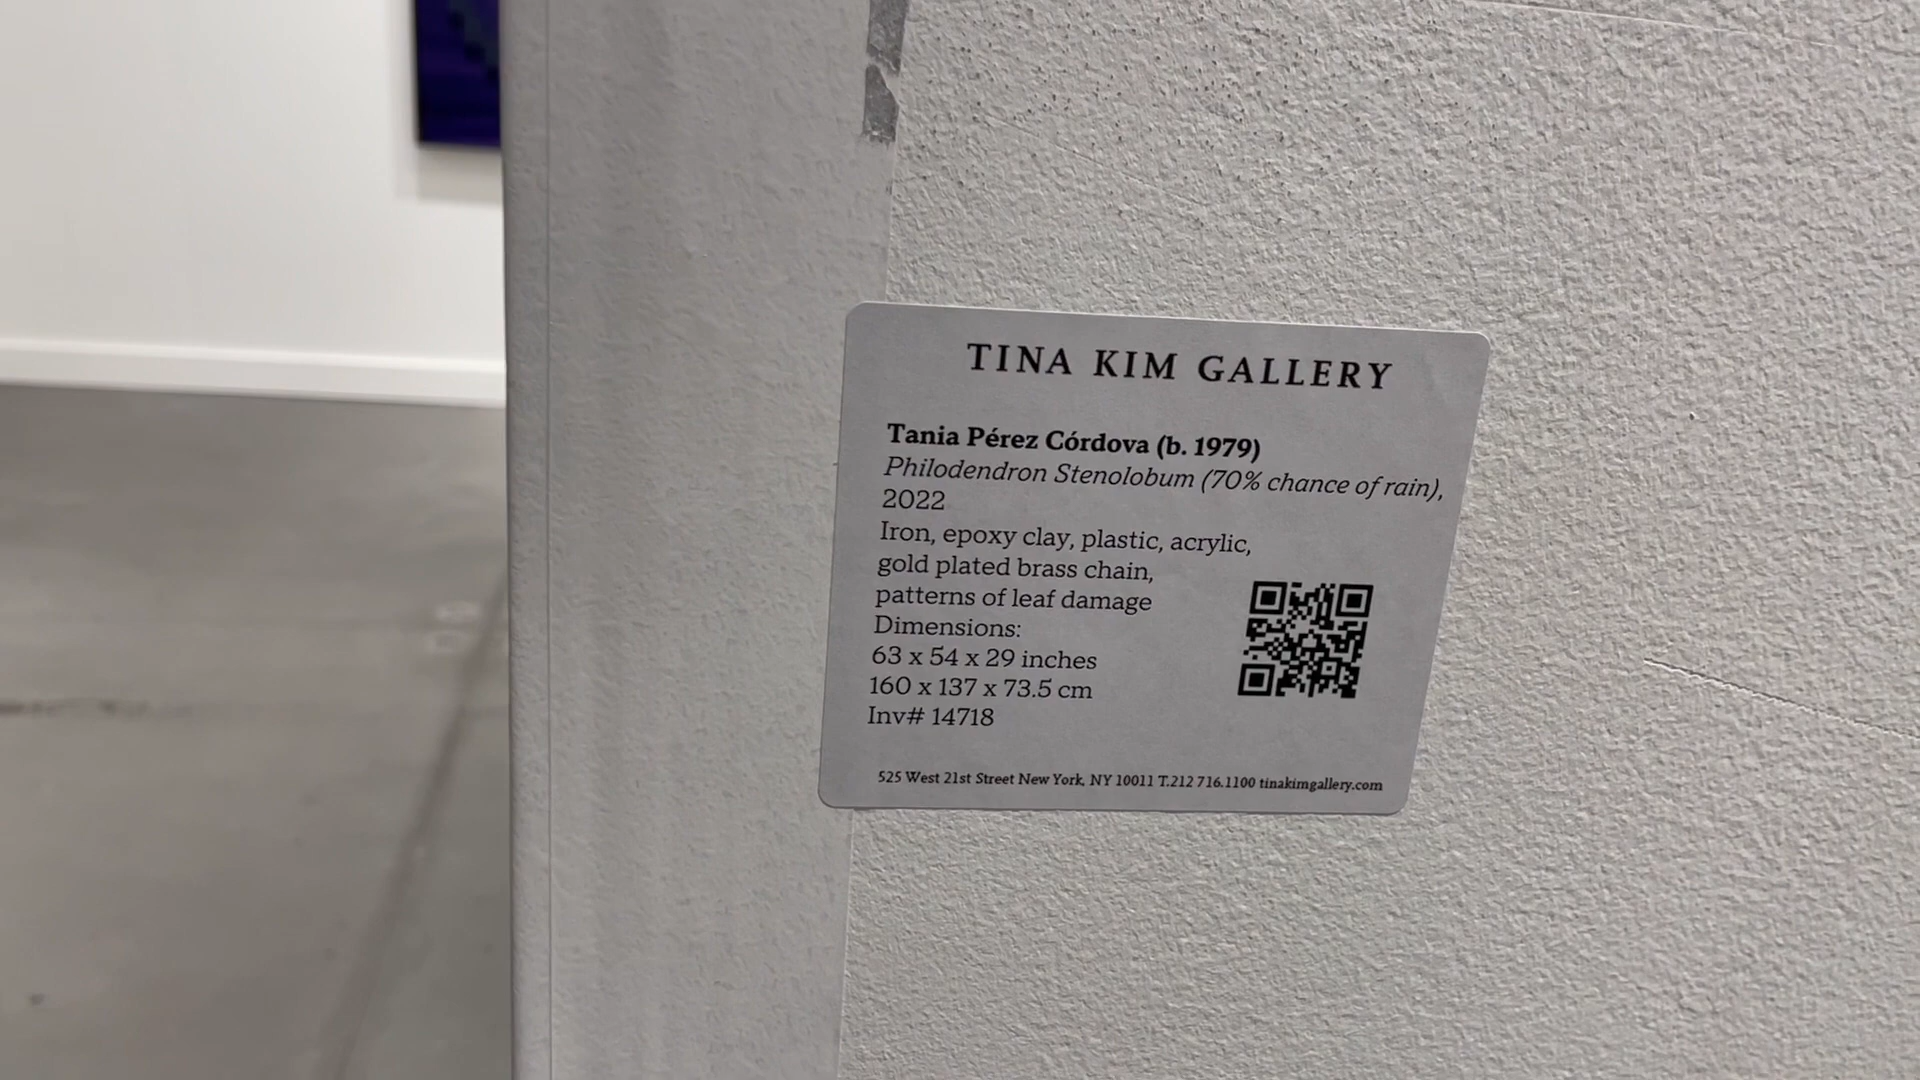 TINA KIM GALLERY
Tania Pérez Córdova (b. 1979)
Philodendron Stenolobum (70% chance of rain),
2022
Iron, epoxy clay, plastic, acrylic,
gold plated brass chain,
patterns of leaf damage
Dimensions:
63 x 54 x 29 inches
160 x 137 x 73.5 cm
Inv# 14718
525 West 21st Street New York, NY 10011 T.212 716.1100 tinakimgallery.com